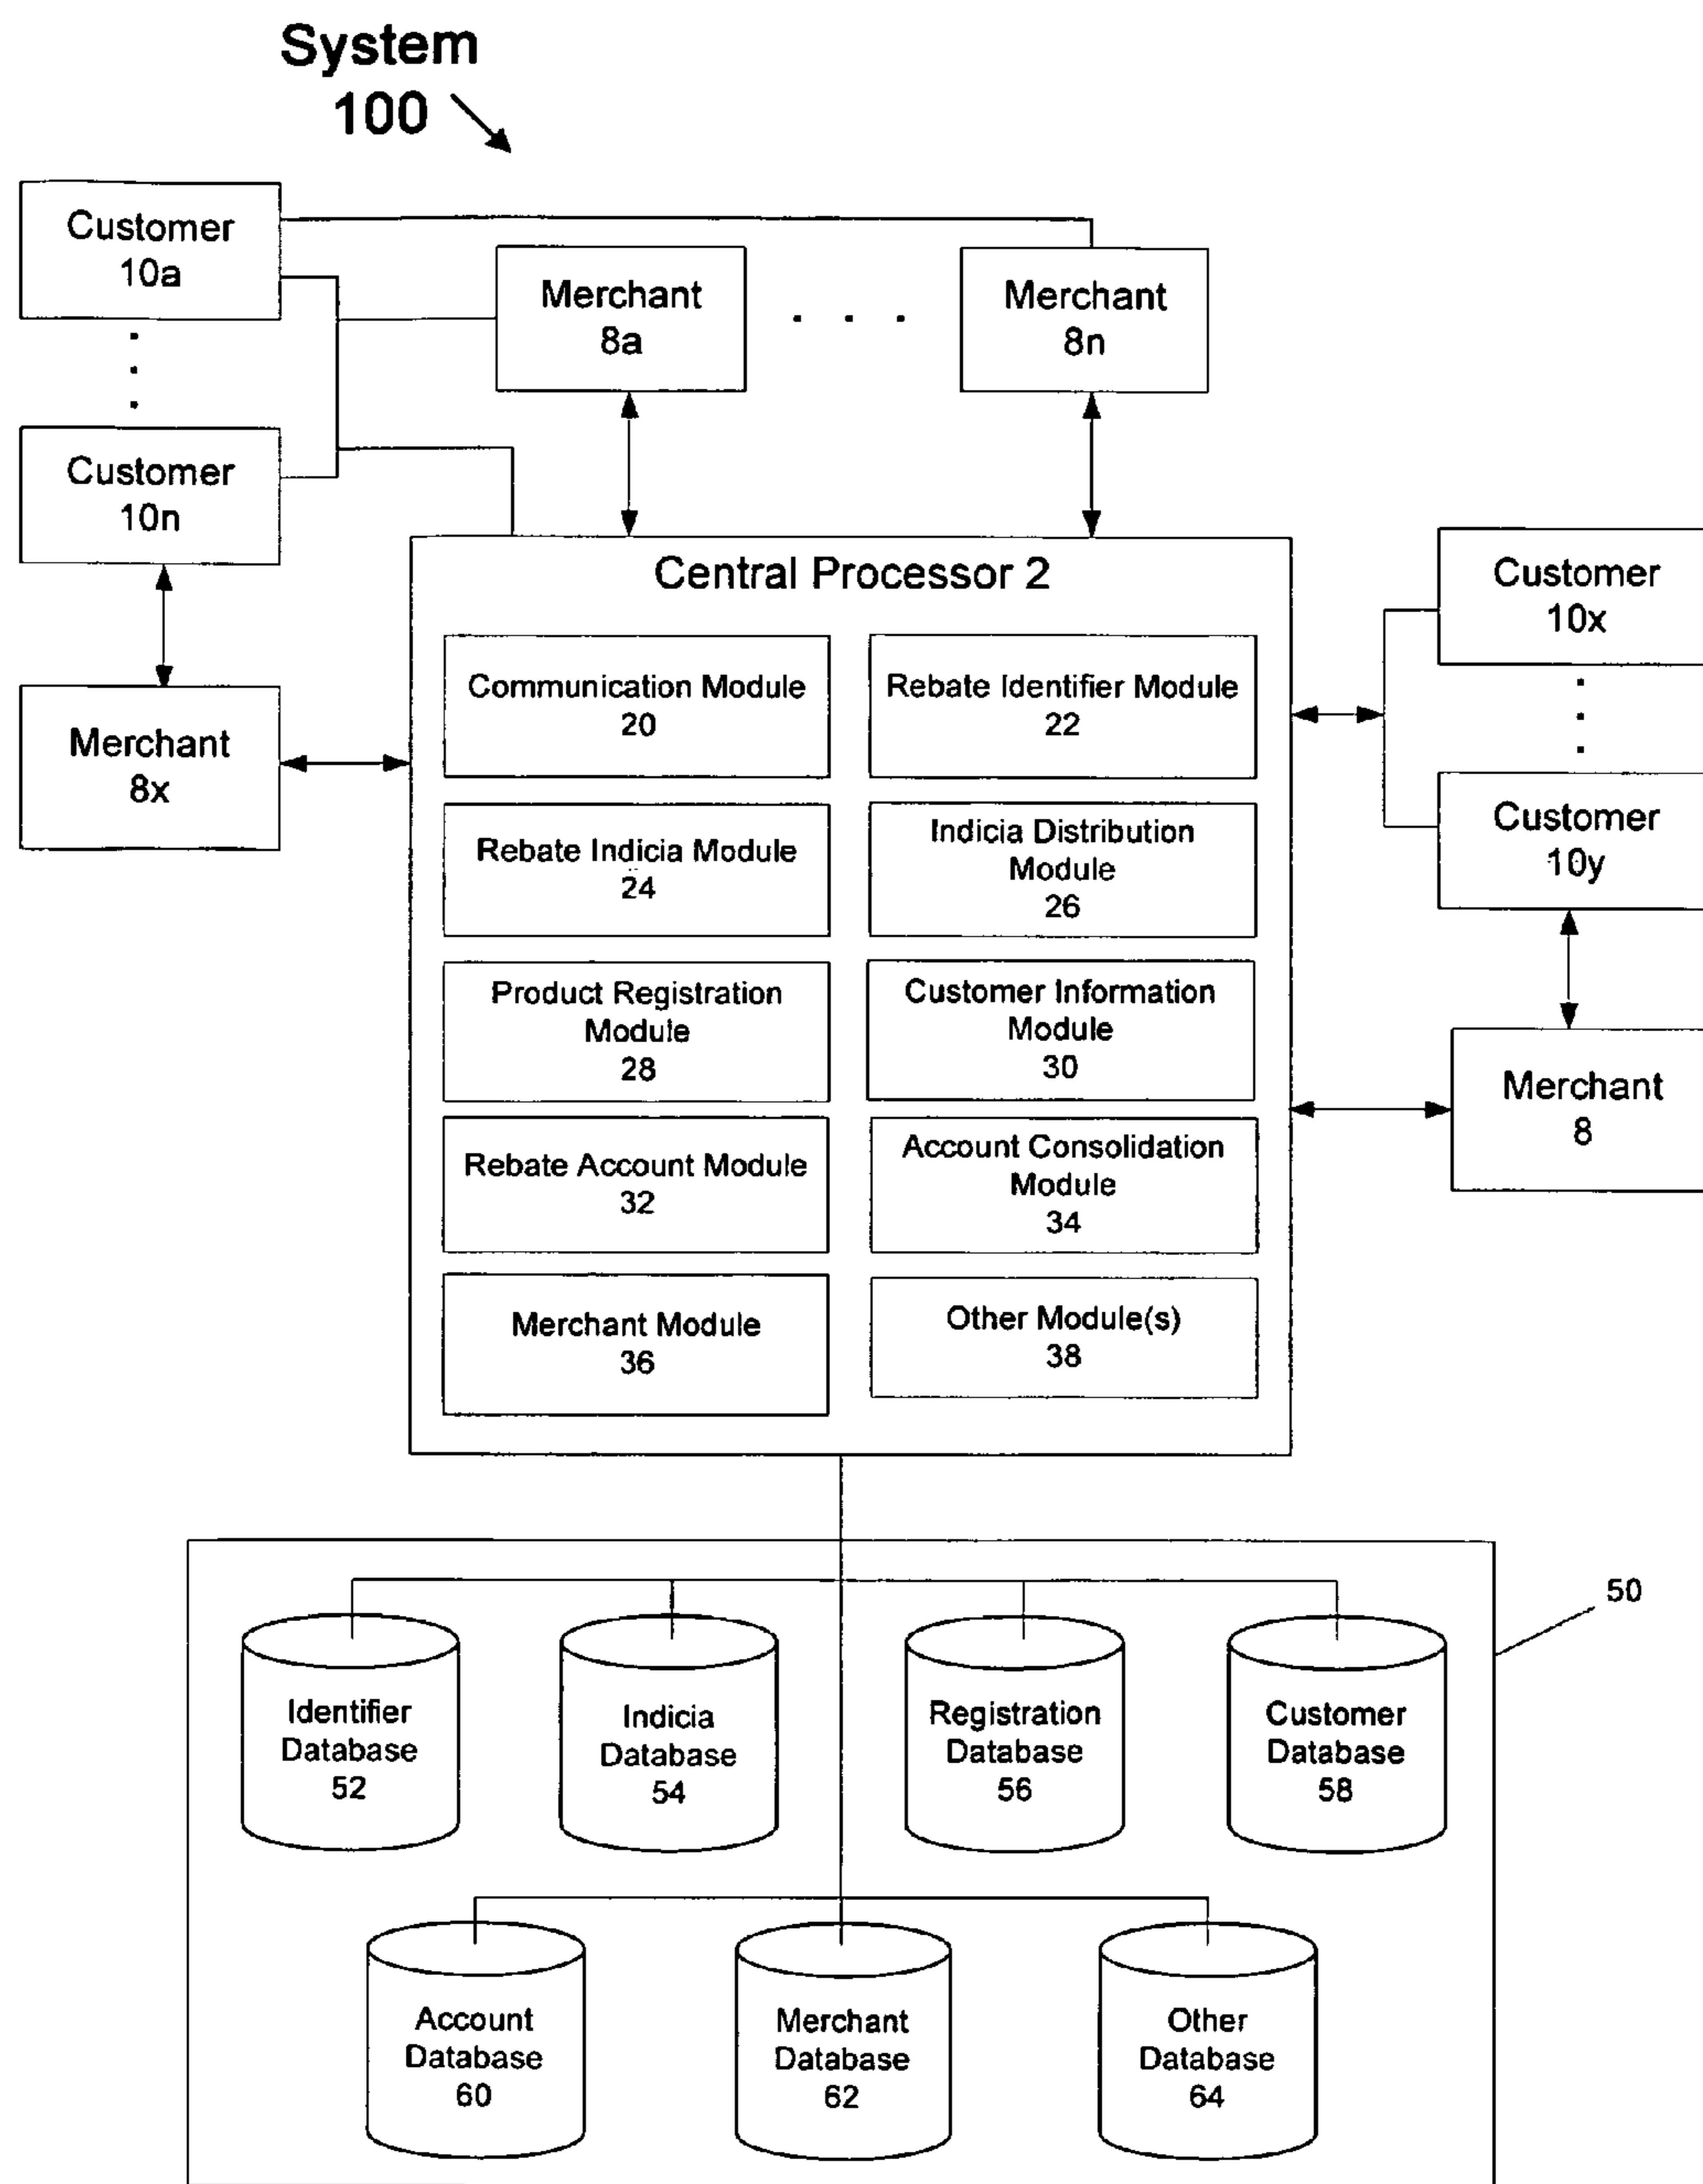 System
100
Customer
10a
Merchant
8a
. . .
Merchant
8n
Customer
10n
Merchant
8x
Central Processor 2
Communication Module
20
Rebate Identifier Module
22
Rebate Indicia Module
24
Indicia Distribution
Module
26
Product Registration
Module
28
Customer Information
Module
30
Rebate Account Module
32
Account Consolidation
Module
34
Merchant Module
36
Other Module(s)
38
Customer
10x
Customer
10y
Merchant
8
50
Identifier
Database
52
Indicia
Database
54
Registration
Database
56
Customer
Database
58
Account
Database
60
Merchant
Database
62
Other
Database
64